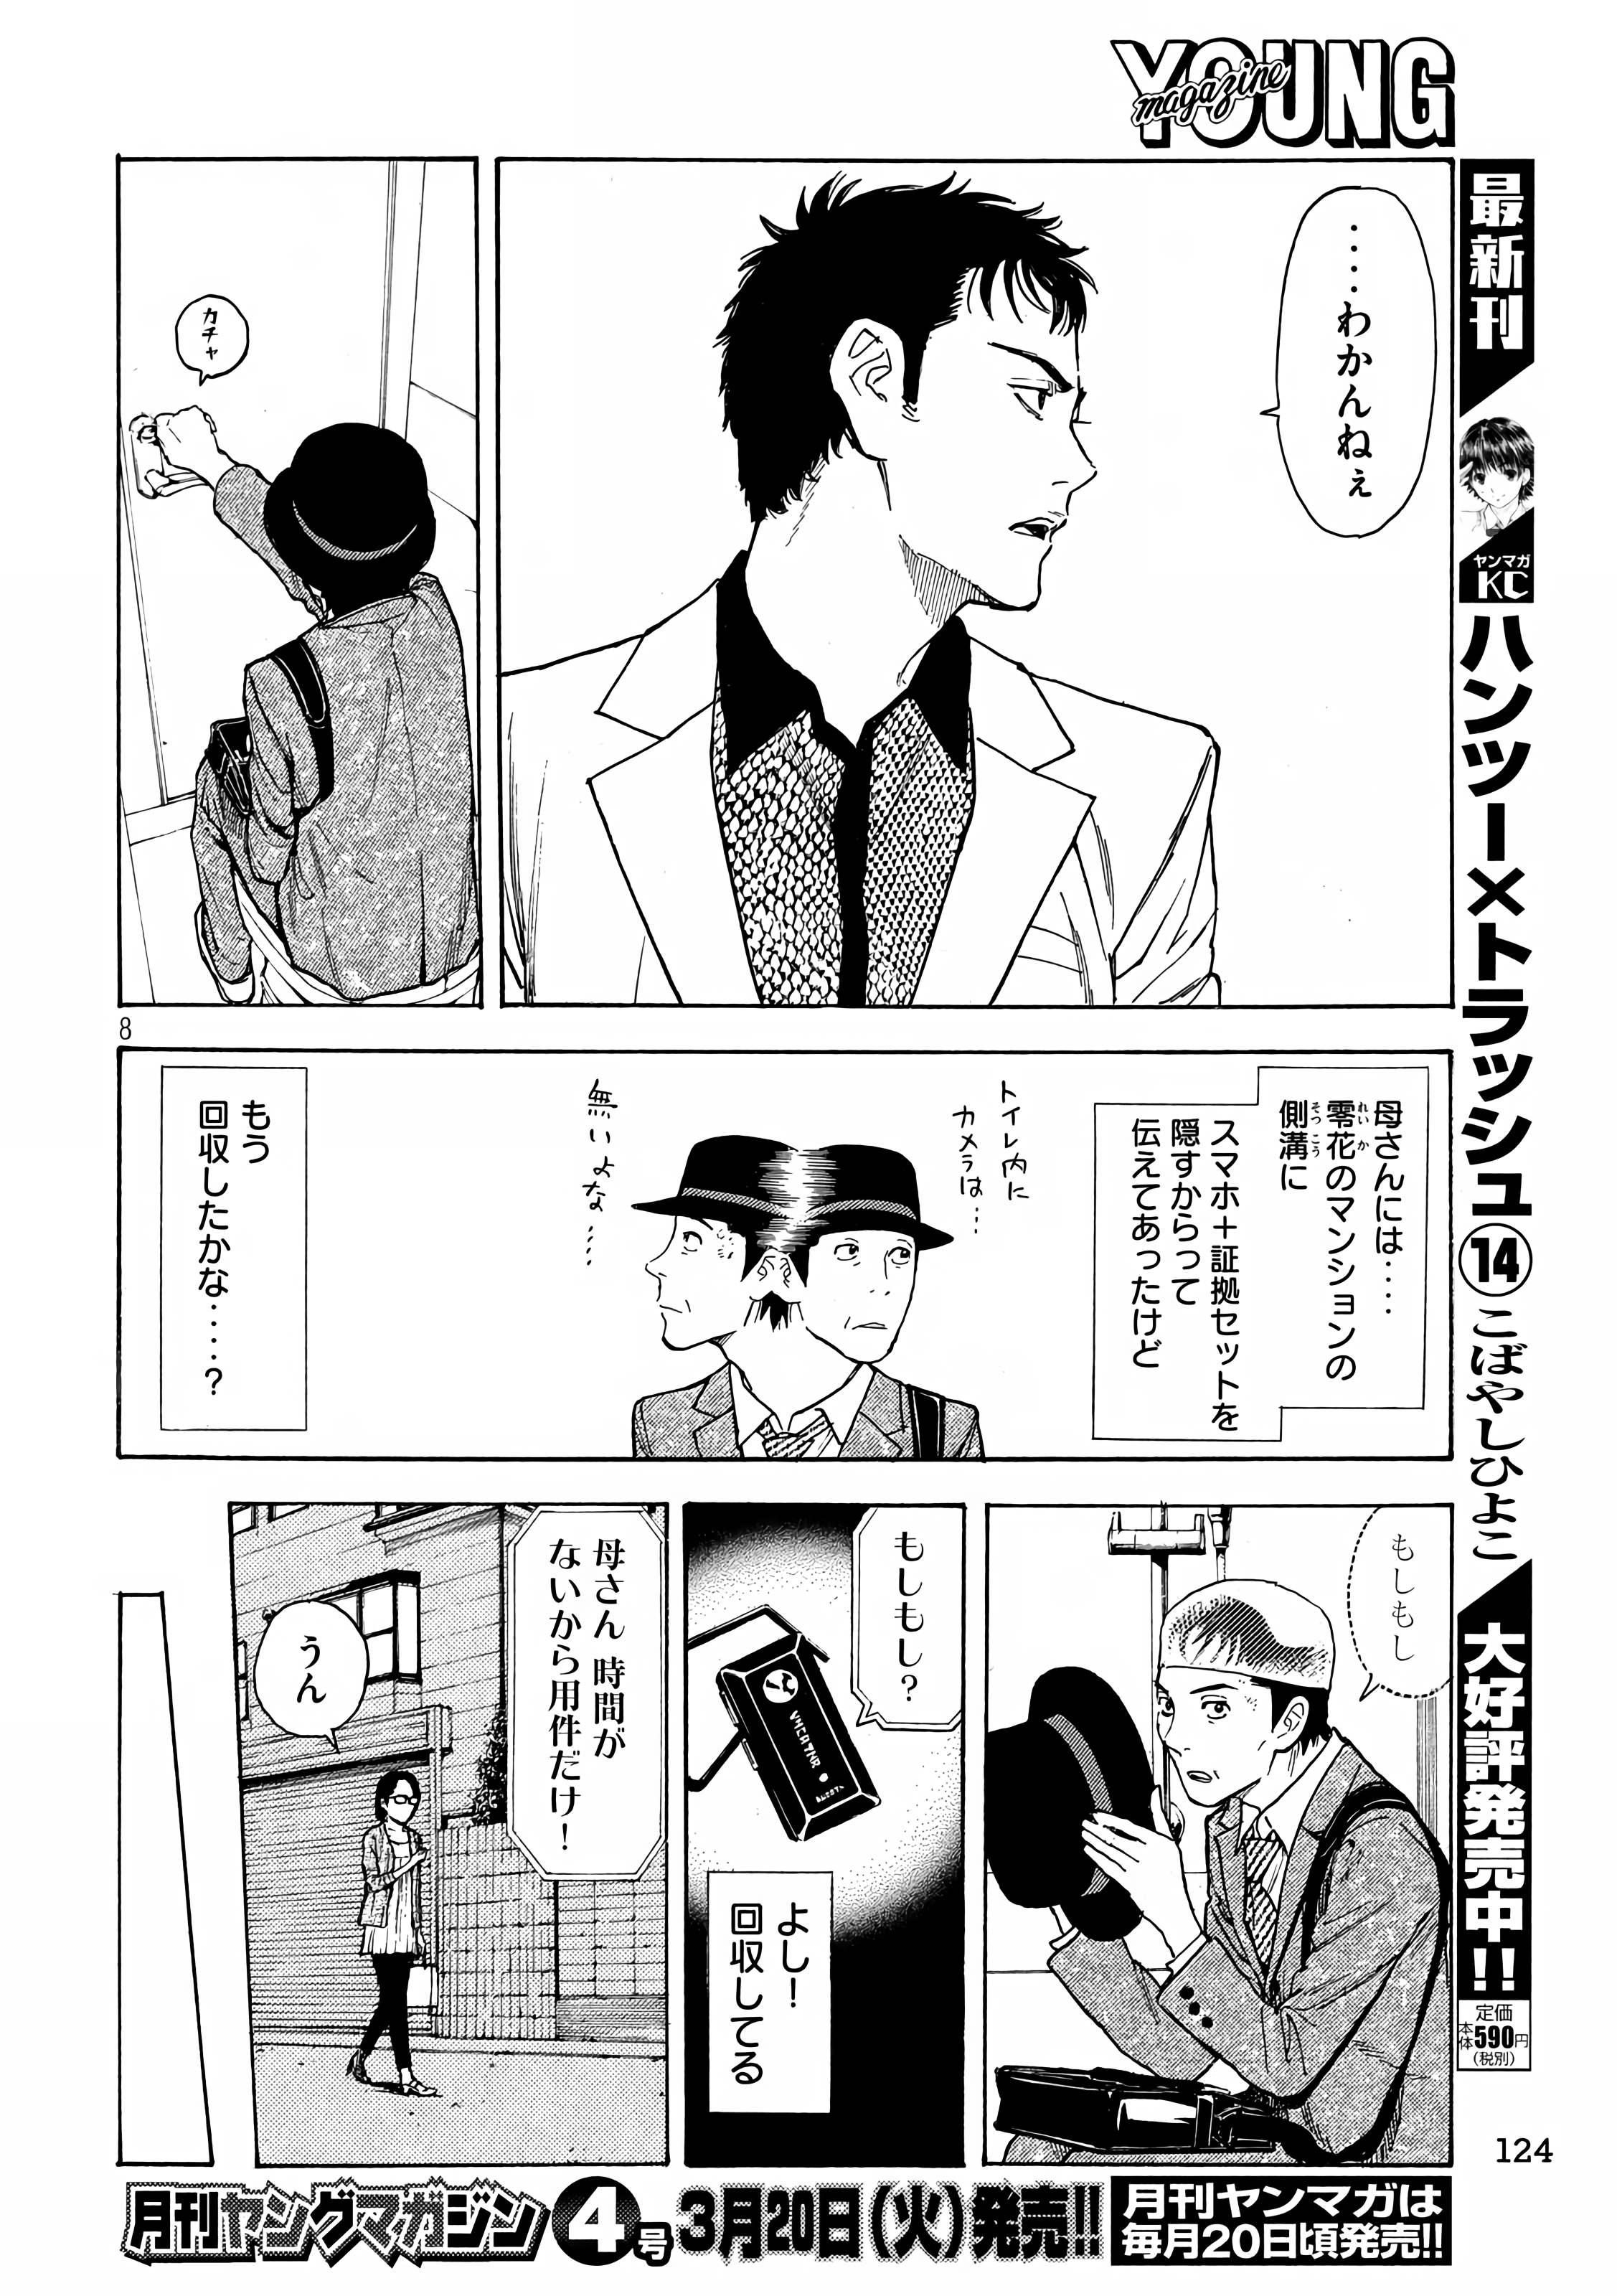 YOUNG
magazine
‥‥わかんねぇ
カチャ
8
母さんには‥‥
零花のマンションの
れいか
側溝に
そっこう
スマホ+証拠セットを
隠すからって
伝えてあったけど
トイレ内に
カメラは…
無いよな‥‥
もう
回収したかな‥‥‥?
もしもし
もしもし?
よし!
回収してる
母さん 時間が
ないから用件だけ!
うん
最新刊
ヤンマガ
KC
ハンツー×トラッシュ⑭
こばやしひよこ
大好評発売中!!
定価
本体590円
(税別)
124
月刊ヤングマガジン4号3月20日(火)発売!!
月刊ヤンマガは
毎月20日頃発売!!